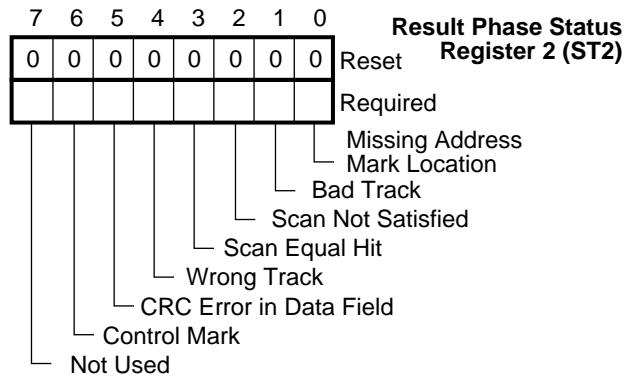 7 6 5 4 3 2 1 0
Result Phase Status
Register 2 (ST2)
0 0 0 0 0 0 0 0 Reset
Required
Missing Address
Mark Location
Bad Track
Scan Not Satisfied
Scan Equal Hit
Wrong Track
CRC Error in Data Field
Control Mark
Not Used